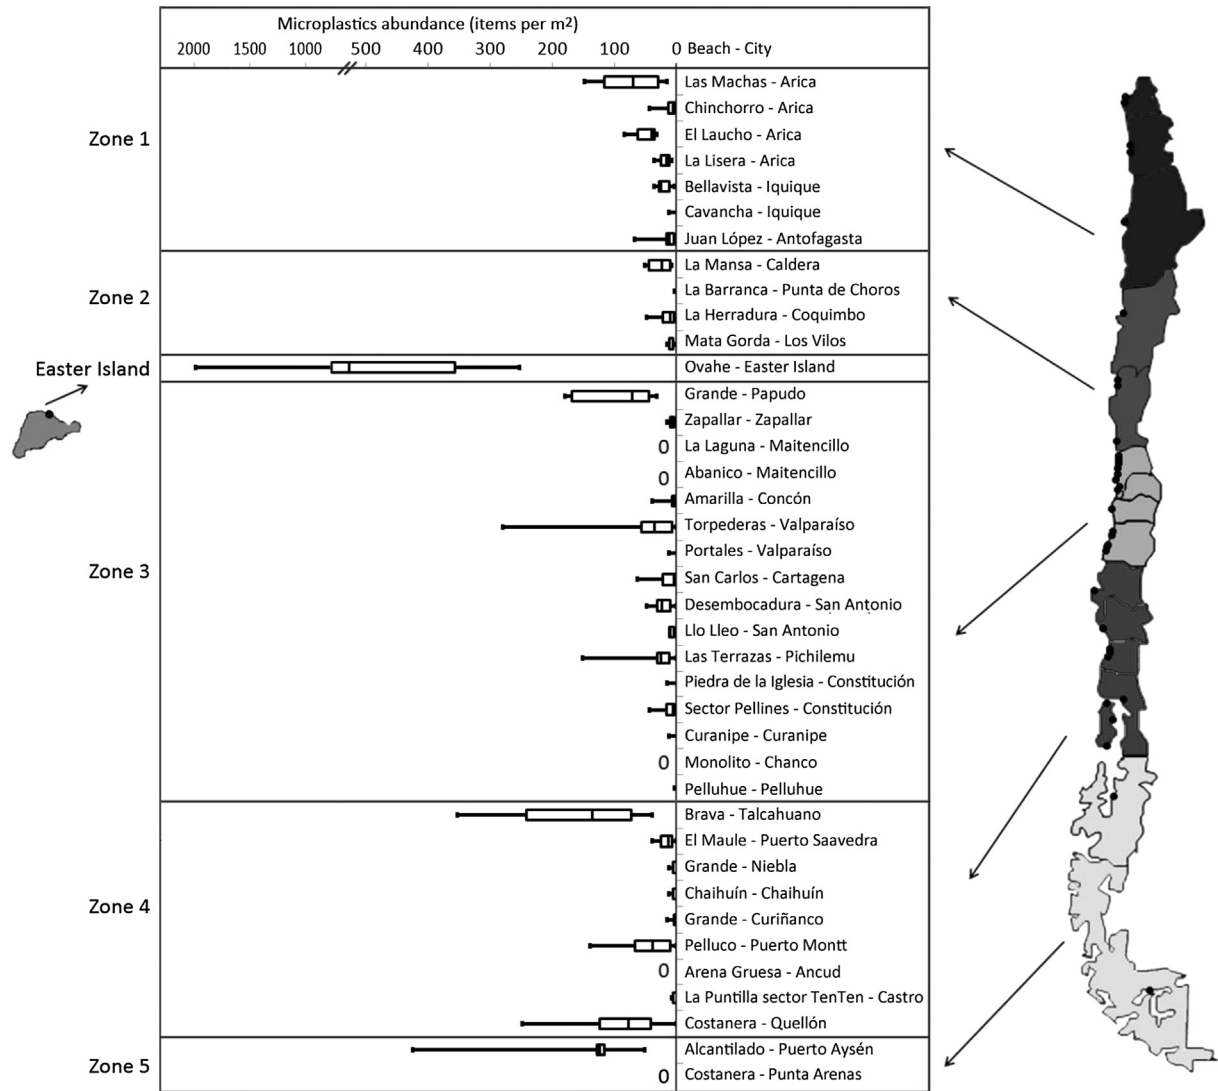 Microplastics abundance (items per m2)
2000 1500 1000 500 400 300 200 100 0 Beach - City
Zone 1
Las Machas - Arica
Chinchorro - Arica
El Laucho - Arica
La Lisera - Arica
Bellavista - Iquique
Cavancha - Iquique
Juan López - Antofagasta
Zone 2
La Mansa - Caldera
La Barranca - Punta de Choros
La Herradura - Coquimbo
Mata Gorda - Los Vilos
Easter Island
Ovahe - Easter Island
Zone 3
Grande - Papudo
Zapallar - Zapallar
0 La Laguna - Maitencillo
0 Abanico - Maitencillo
Amarilla - Concón
Torpederas - Valparaíso
Portales - Valparaíso
San Carlos - Cartagena
Desembocadura - San Antonio
Llo Lleo - San Antonio
Las Terrazas - Pichilemu
Piedra de la Iglesia - Constitución
Sector Pellines - Constitución
Curanipe - Curanipe
0 Monolito - Chanco
Pelluhue - Pelluhue
Zone 4
Brava - Talcahuano
El Maule - Puerto Saavedra
Grande - Niebla
Chaihuín - Chaihuín
Grande - Curiñanco
Pelluco - Puerto Montt
0 Arena Gruesa - Ancud
La Puntilla sector TenTen - Castro
Costanera - Quellón
Zone 5
Alcantilado - Puerto Aysén
0 Costanera - Punta Arenas